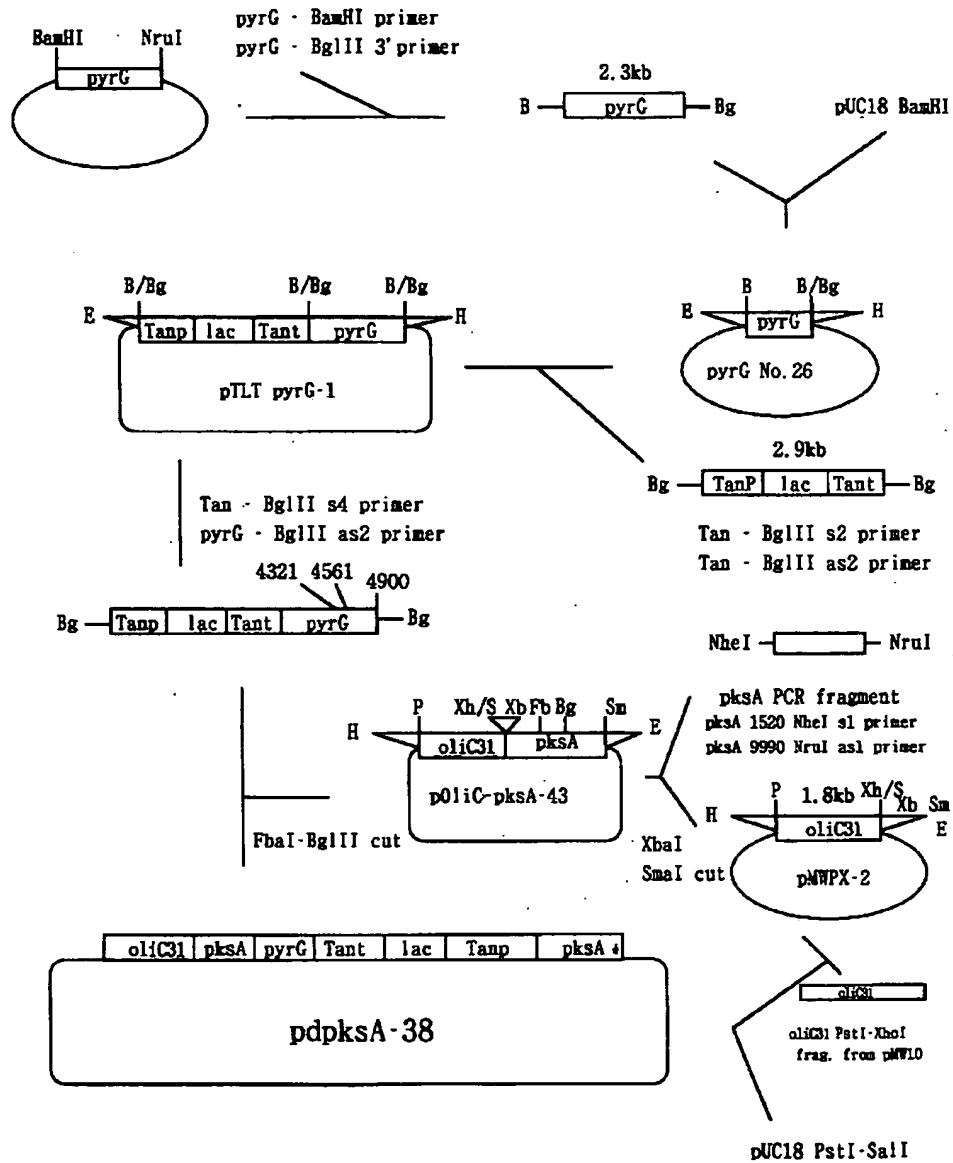 pyrG - BamHI primer
pyrG - BglII 3' primer
BamHI NruI
pyrG
2.3kb
B pyrG Bg
pUC18 BamHI
B/Bg B/Bg B/Bg
E Tanp lac Tant pyrG H
pTLT pyrG-1
B B/Bg
E pyrG H
pyrG No.26
2.9kb
Bg TanP lac Tant Bg
Tan - BglII s2 primer
Tan - BglII as2 primer
Tan - BglII s4 primer
pyrG - BglII as2 primer
4321 4561 4900
Bg Tanp lac Tant pyrG Bg
NheI NruI
pksA PCR fragment
pksA 1520 NheI s1 primer
pksA 9990 NruI as1 primer
P Xh/S Xb Fb Bg Sm
H oliC31 pksA E
pOliC-pksA-43
FbaI-BglII cut
XbaI
SmaI cut
P 1.8kb Xh/S Xb Sm
H oliC31 E
pMWPX-2
oliC31 pksA pyrG Tant lac Tanp pksA
pdpksA-38
oliC31
oliC31 PstI-XhoI
frag. from pMW10
pUC18 PstI-SalI